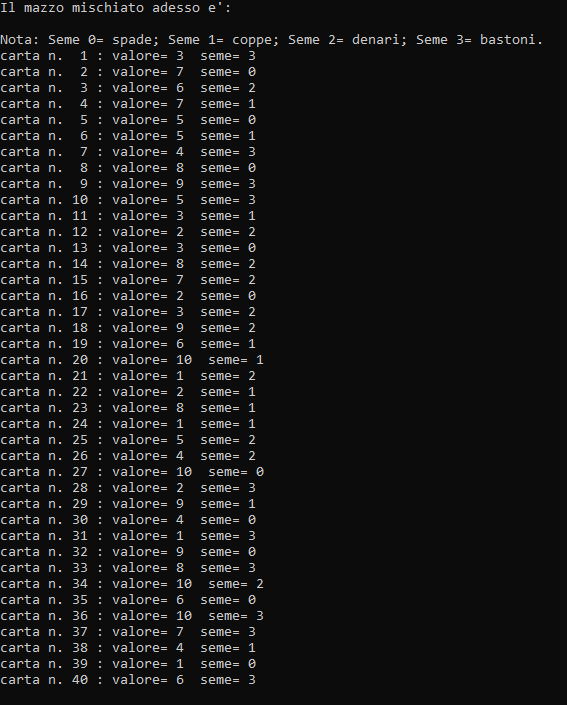 Il mazzo mischiato adesso e':
Nota: Seme 0= spade; Seme 1= coppe; Seme 2= denari; Seme 3= bastoni.
carta n.  1 : valore= 3  seme= 3
carta n.  2 : valore= 7  seme= 0
carta n.  3 : valore= 6  seme= 2
carta n.  4 : valore= 7  seme= 1
carta n.  5 : valore= 5  seme= 0
carta n.  6 : valore= 5  seme= 1
carta n.  7 : valore= 4  seme= 3
carta n.  8 : valore= 8  seme= 0
carta n.  9 : valore= 9  seme= 3
carta n. 10 : valore= 5  seme= 3
carta n. 11 : valore= 3  seme= 1
carta n. 12 : valore= 2  seme= 2
carta n. 13 : valore= 3  seme= 0
carta n. 14 : valore= 8  seme= 2
carta n. 15 : valore= 7  seme= 2
carta n. 16 : valore= 2  seme= 0
carta n. 17 : valore= 3  seme= 2
carta n. 18 : valore= 9  seme= 2
carta n. 19 : valore= 6  seme= 1
carta n. 20 : valore= 10  seme= 1
carta n. 21 : valore= 1  seme= 2
carta n. 22 : valore= 2  seme= 1
carta n. 23 : valore= 8  seme= 1
carta n. 24 : valore= 1  seme= 1
carta n. 25 : valore= 5  seme= 2
carta n. 26 : valore= 4  seme= 2
carta n. 27 : valore= 10  seme= 0
carta n. 28 : valore= 2  seme= 3
carta n. 29 : valore= 9  seme= 1
carta n. 30 : valore= 4  seme= 0
carta n. 31 : valore= 1  seme= 3
carta n. 32 : valore= 9  seme= 0
carta n. 33 : valore= 8  seme= 3
carta n. 34 : valore= 10  seme= 2
carta n. 35 : valore= 6  seme= 0
carta n. 36 : valore= 10  seme= 3
carta n. 37 : valore= 7  seme= 3
carta n. 38 : valore= 4  seme= 1
carta n. 39 : valore= 1  seme= 0
carta n. 40 : valore= 6  seme= 3